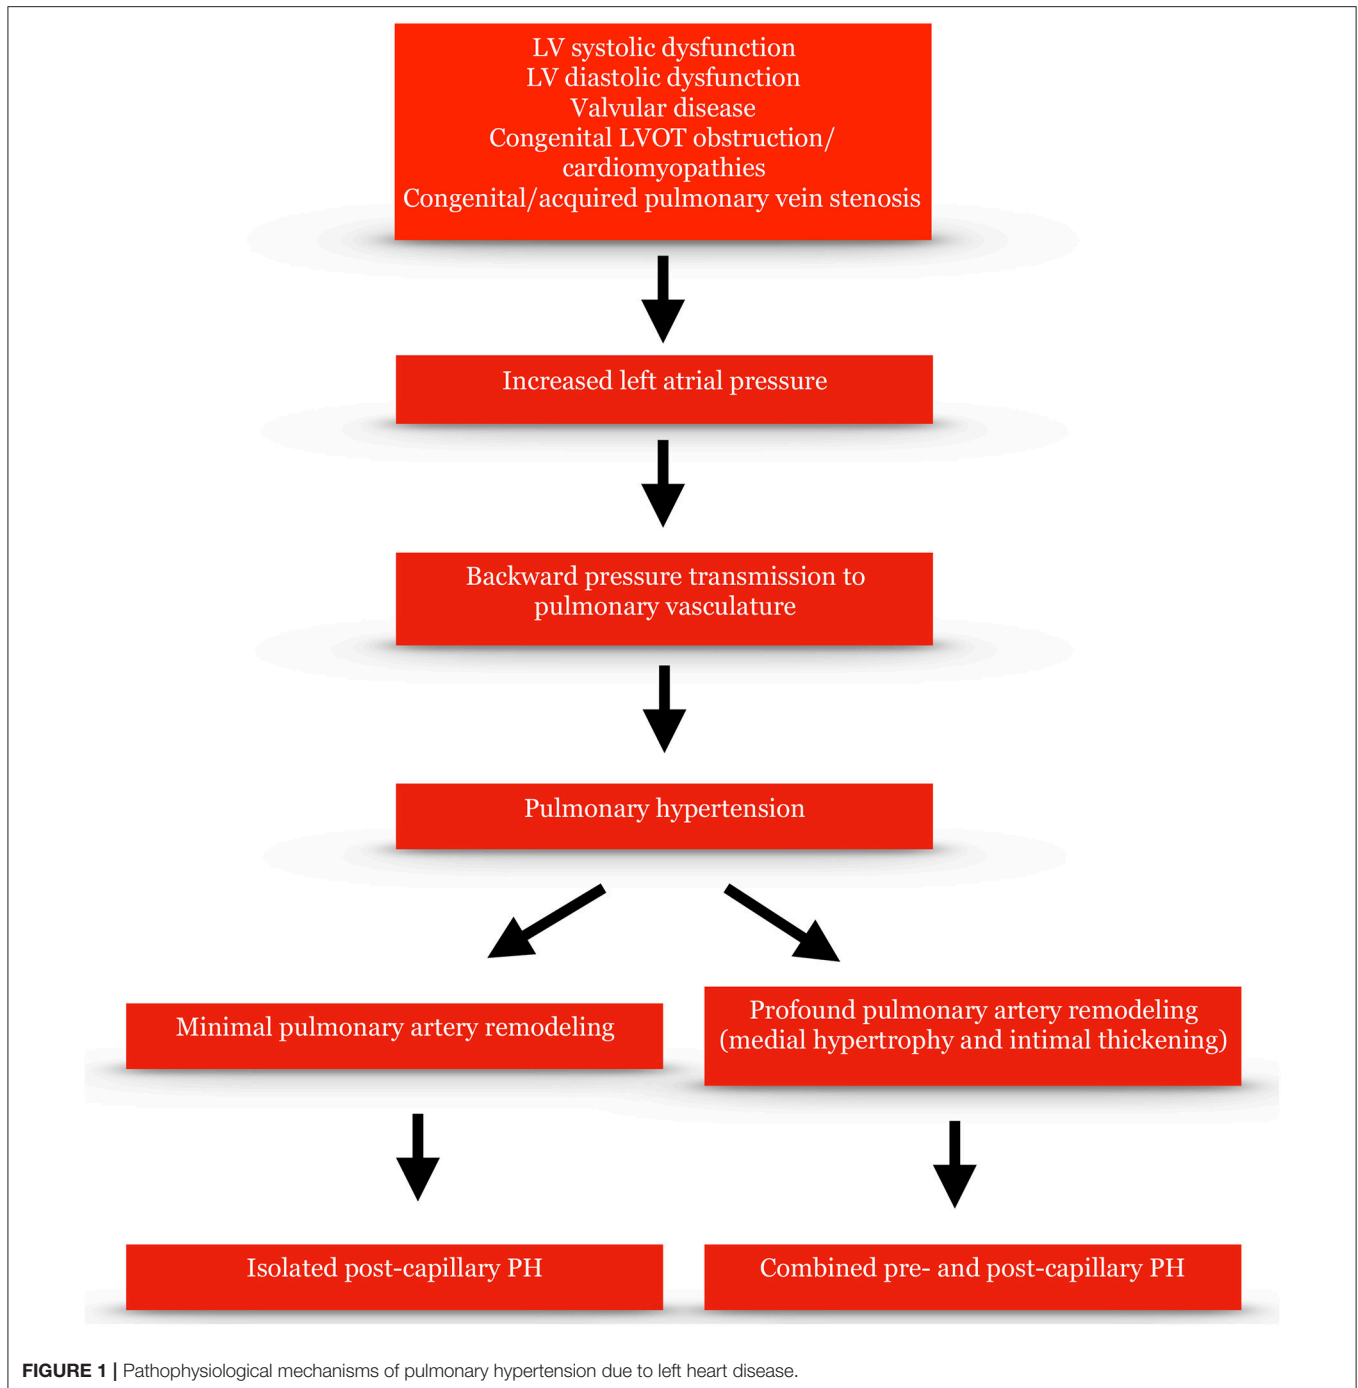 LV systolic dysfunction
LV diastolic dysfunction
Valvular disease
Congenital LVOT obstruction/
cardiomyopathies
Congenital/acquired pulmonary vein stenosis
Increased left atrial pressure
Backward pressure transmission to
pulmonary vasculature
Pulmonary hypertension
Minimal pulmonary artery remodeling
Profound pulmonary artery remodeling
(medial hypertrophy and intimal thickening)
Isolated post-capillary PH
Combined pre- and post-capillary PH
FIGURE 1 | Pathophysiological mechanisms of pulmonary hypertension due to left heart disease.